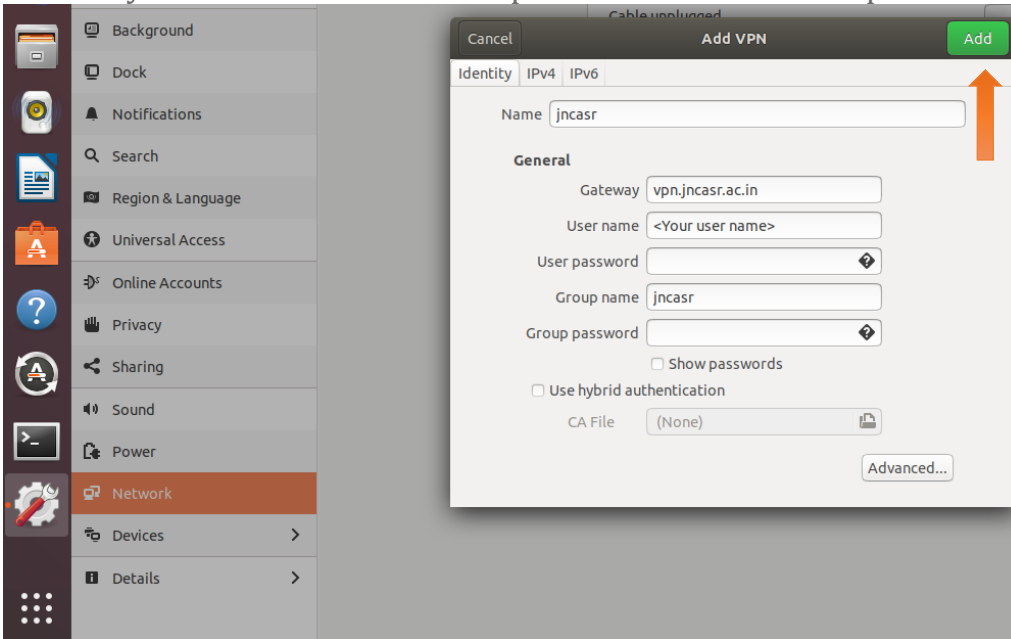 Cable unplugged
Background
Dock
Notifications
Search
Region & Language
Universal Access
Online Accounts
Privacy
Sharing
Sound
Power
Network
Devices
Details
Cancel
Add VPN
Add
Identity IPv4 IPv6
Name jncasr
General
Gateway vpn.jncasr.ac.in
User name <Your user name>
User password
Group name jncasr
Group password
Show passwords
Use hybrid authentication
CA File (None)
Advanced...